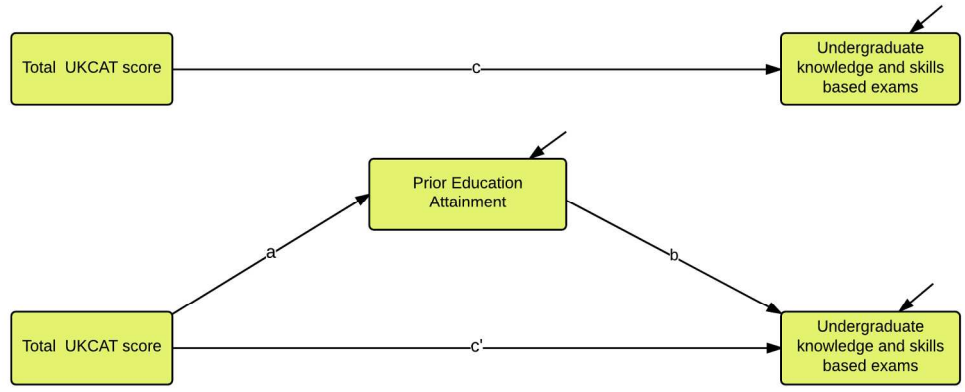 Total UKCAT score
c
Undergraduate
knowledge and skills
based exams
Prior Education
Attainment
a
b
Total UKCAT score
c'
Undergraduate
knowledge and skills
based exams